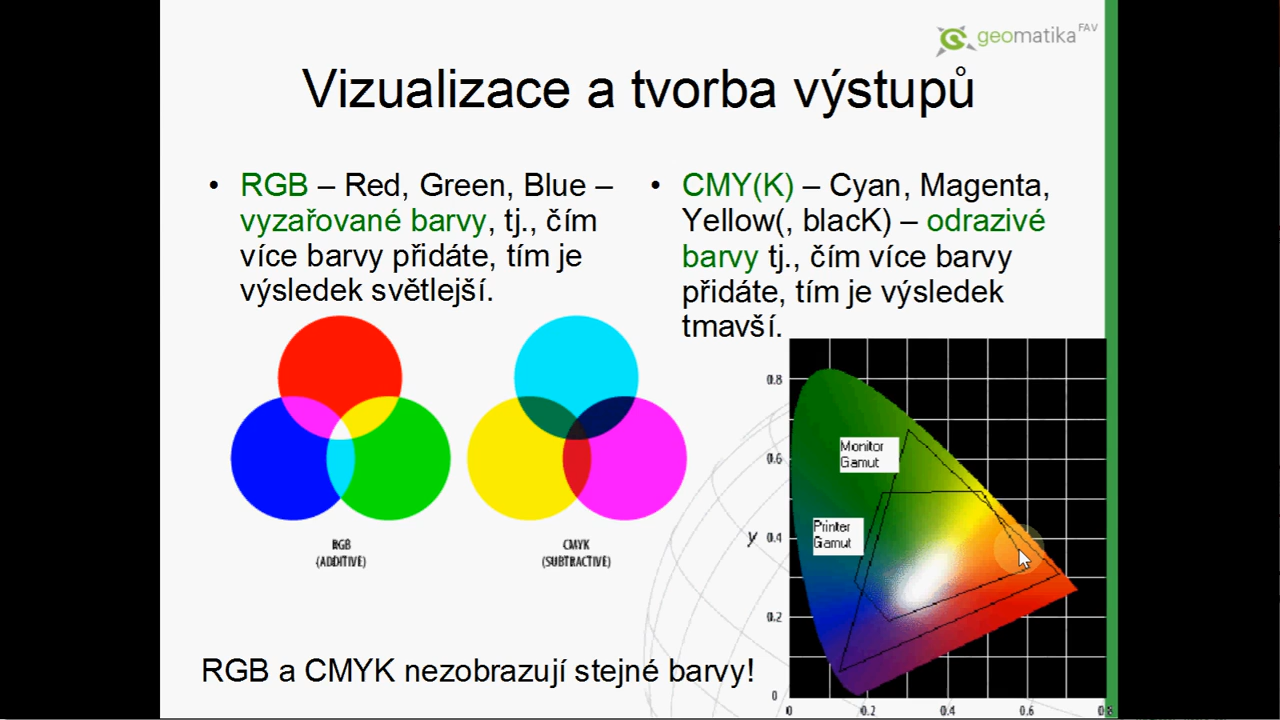 geomatika FAV
Vizualizace a tvorba výstupů
• RGB – Red, Green, Blue –
vyzařované barvy, tj., čím
více barvy přidáte, tím je
výsledek světlejší.
• CMY(K) – Cyan, Magenta,
Yellow(, blacK) – odrazivé
barvy tj., čím více barvy
přidáte, tím je výsledek
tmavší.
RGB
(ADDITIVE)
CMYK
(SUBTRACTIVE)
0.8
Monitor
Gamut
0.6
Printer
Gamut
y
0.4
0.2
0
0
0.2
0.4
0.6
0.8
RGB a CMYK nezobrazují stejné barvy!